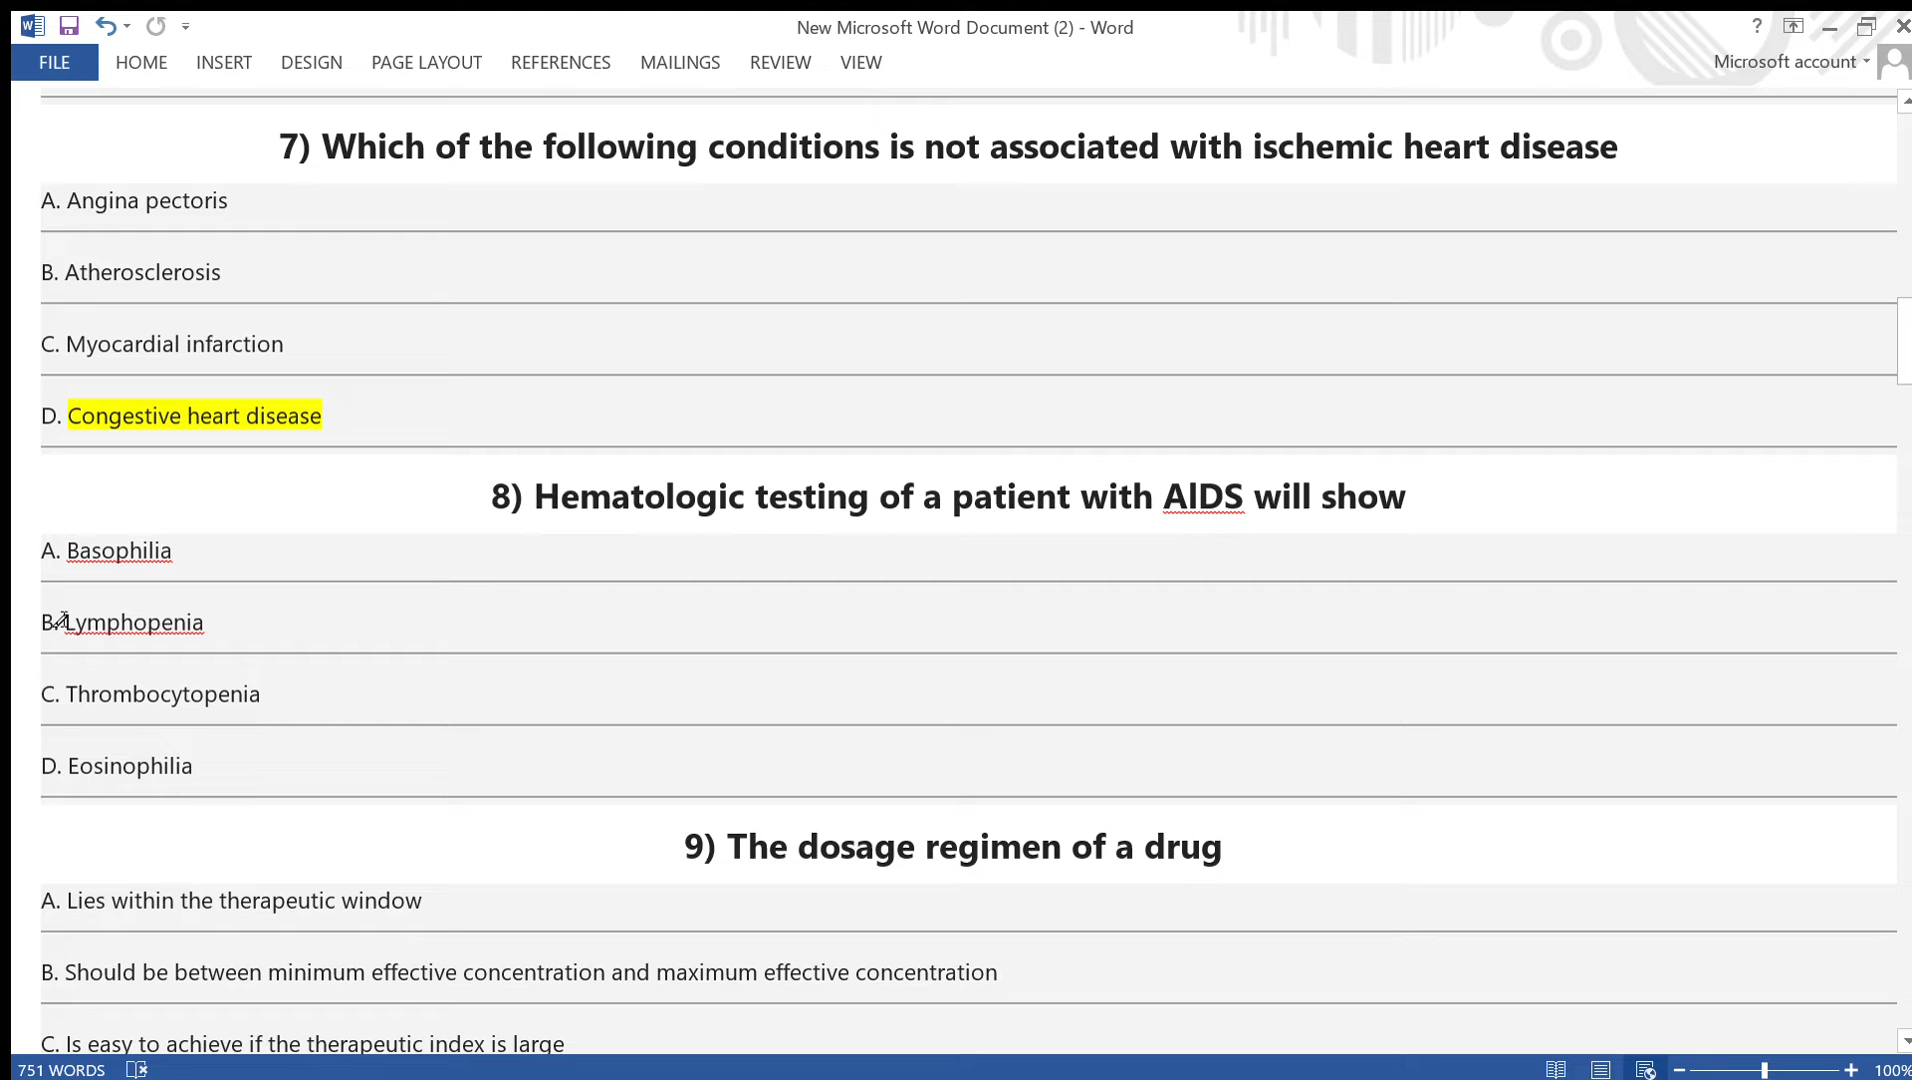 New Microsoft Word Document (2) - Word
?
FILE HOME INSERT DESIGN PAGE LAYOUT REFERENCES MAILINGS REVIEW VIEW Microsoft account
7) Which of the following conditions is not associated with ischemic heart disease
A. Angina pectoris
B. Atherosclerosis
C. Myocardial infarction
D. Congestive heart disease
8) Hematologic testing of a patient with AlDS will show
A. Basophilia
B. Lymphopenia
C. Thrombocytopenia
D. Eosinophilia
9) The dosage regimen of a drug
A. Lies within the therapeutic window
B. Should be between minimum effective concentration and maximum effective concentration
C. Is easy to achieve if the therapeutic index is large
751 WORDS 100%